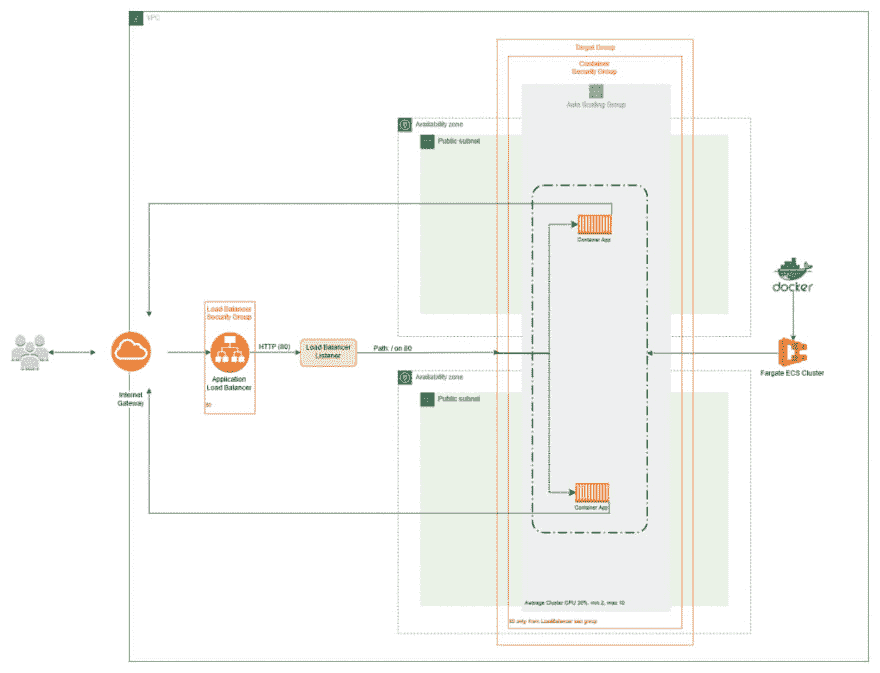 VPC
Target Group
Container
Security Group
Auto Scaling Group
Availability zone
Public subnet
Container App
docker
Load Balancer
Security Group
HTTP (80)
Load Balancer
Listener
Path: / on 80
Application
Load Balancer
80
Internet
Gateway
Fargate ECS Cluster
Availability zone
Public subnet
Container App
Average Cluster CPU 30%, min 2, max 10
80 only from LoadBalancer sec group